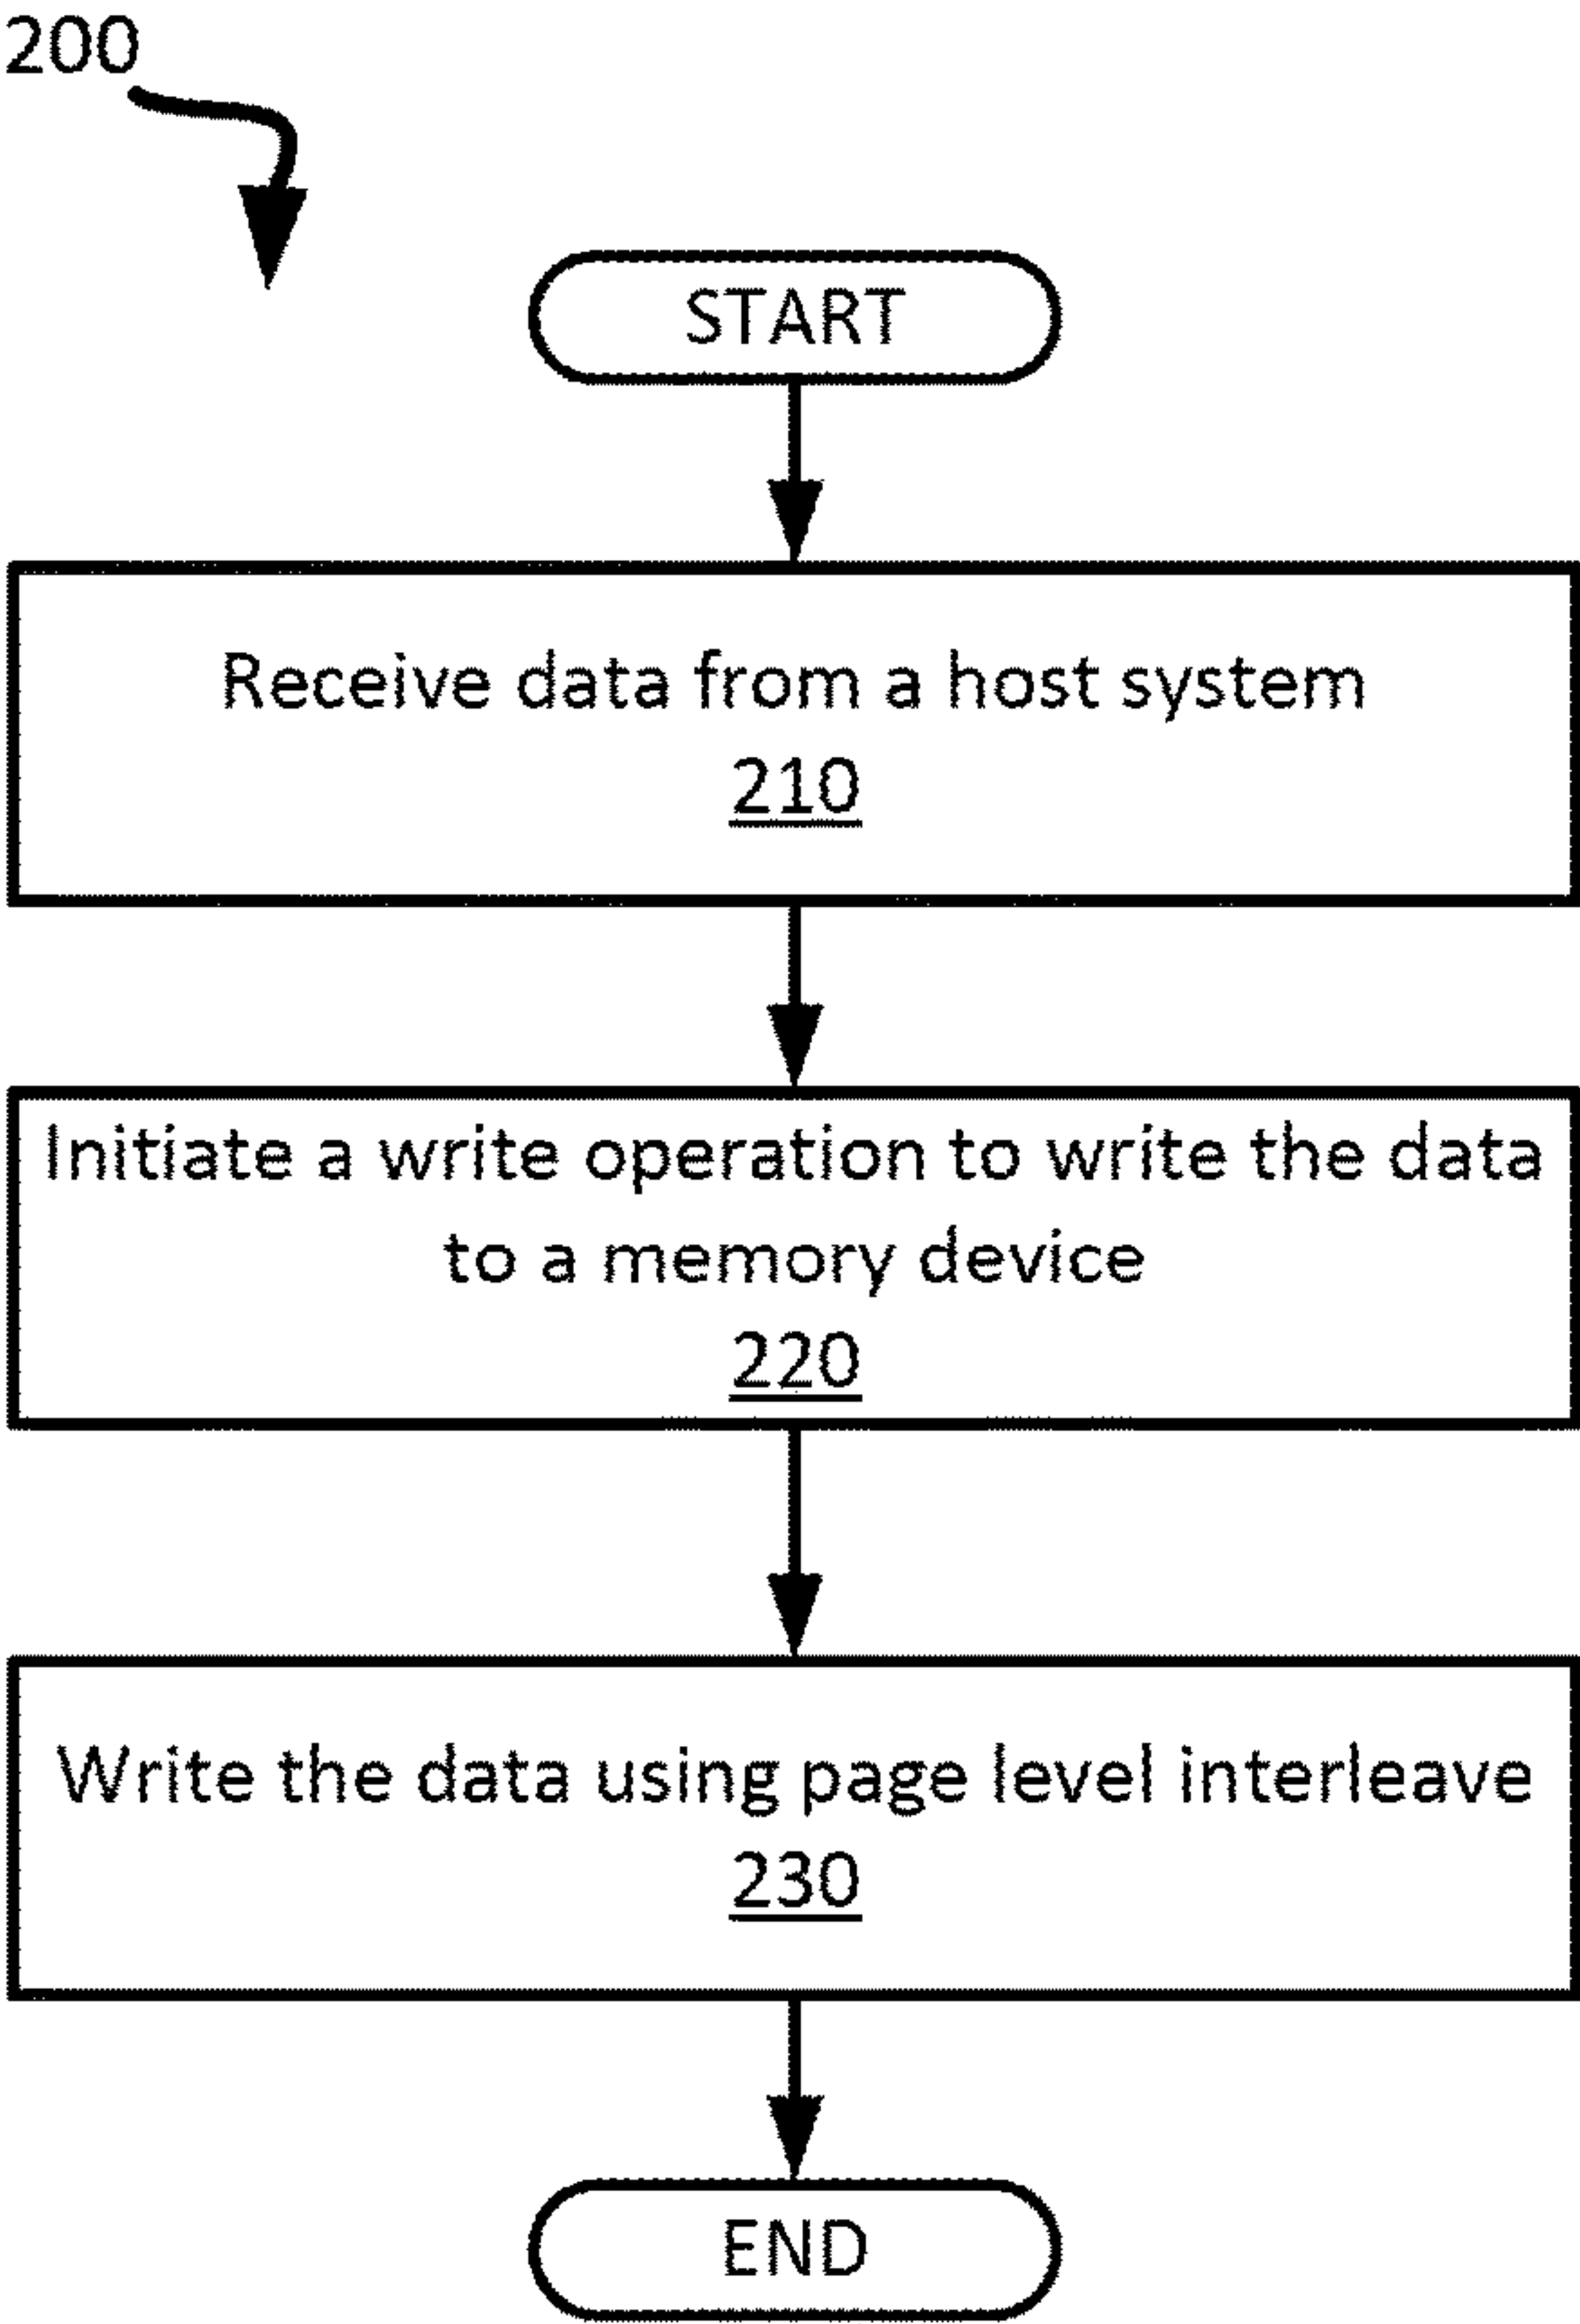 200
START
Receive data from a host system
210
Initiate a write operation to write the data
to a memory device
220
Write the data using page level interleave
230
END